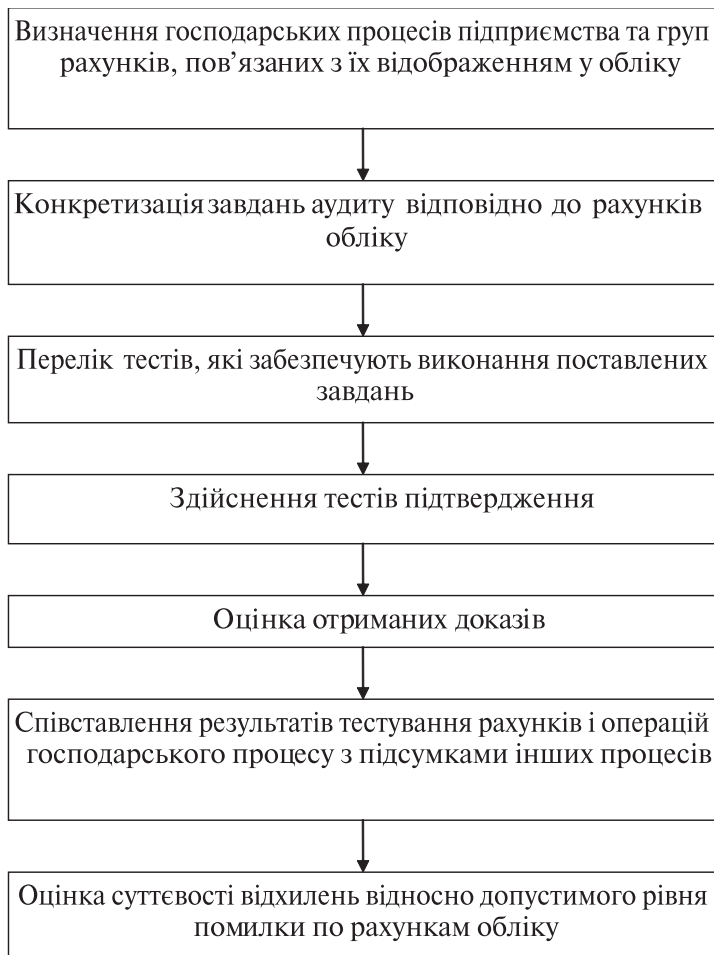 Визначення господарських процесів підприємства та груп
рахунків, пов’язаних з їх відображенням у обліку
Конкретизація завдань аудиту відповідно до рахунків
обліку
Перелік тестів, які забезпечують виконання поставлених
завдань
Здійснення тестів підтвердження
Оцінка отриманих доказів
Співставлення результатів тестування рахунків і операцій
господарського процесу з підсумками інших процесів
Оцінка суттєвості відхилень відносно допустимого рівня
помилки по рахункам обліку